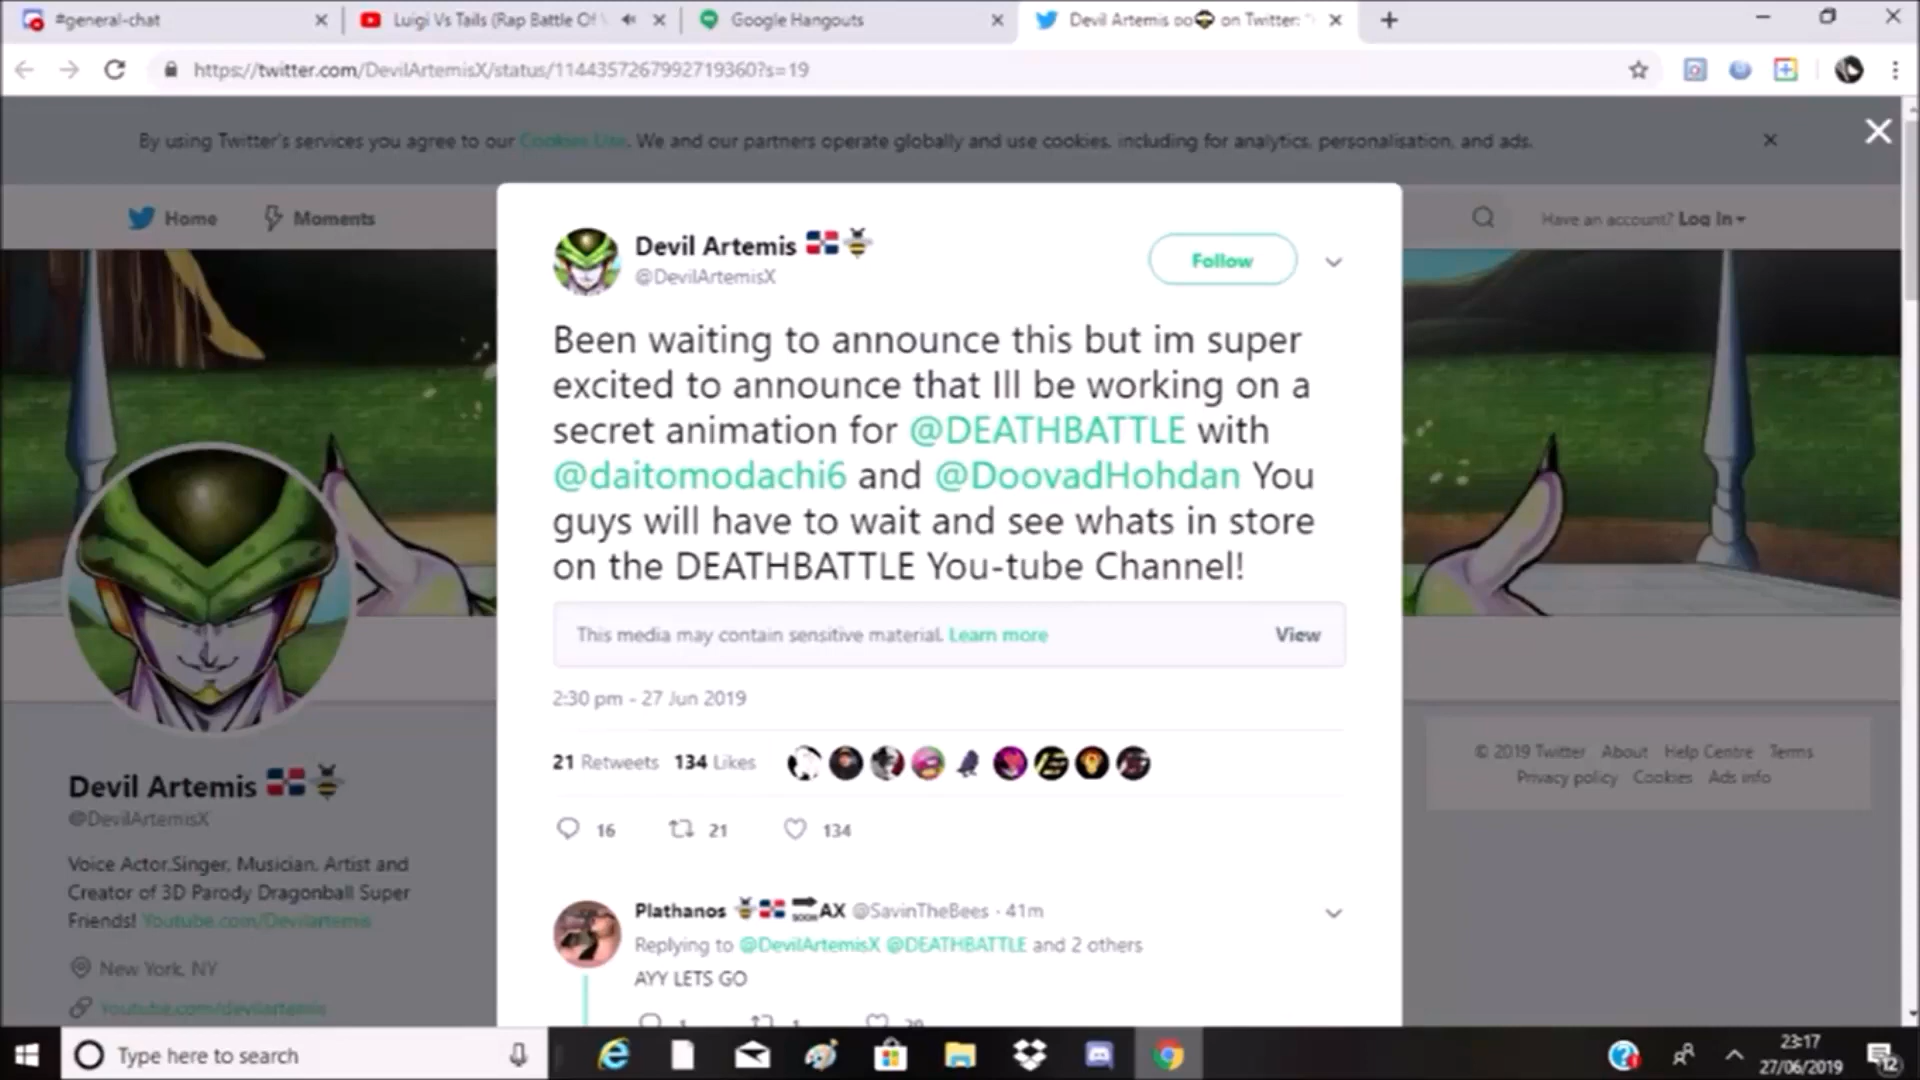 #general-chat
Luigi Vs Tails (Rap Battle Of
Google Hangouts
Devil Artemis on Twitter:
https://twitter.com/DevilArtemisX/status/1144357267992719360?s=19
By using Twitter's services you agree to our Cookies Use. We and our partners operate globally and use cookies, including for analytics, personalisation, and ads.
Home Moments
Have an account? Log In
Devil Artemis
@DevilArtemisX
Follow
Been waiting to announce this but im super
excited to announce that Ill be working on a
secret animation for @DEATHBATTLE with
@daitomodachi6 and @DoovadHohdan You
guys will have to wait and see whats in store
on the DEATHBATTLE You-tube Channel!
This media may contain sensitive material. Learn more
View
2:30 pm - 27 Jun 2019
21 Retweets 134 Likes
16 21 134
Plathanos SOON AX @SavinTheBees · 41m
Replying to @DevilArtemisX @DEATHBATTLE and 2 others
AYY LETS GO
Devil Artemis
@DevilArtemisX
Voice Actor,Singer, Musician, Artist and
Creator of 3D Parody Dragonball Super
Friends! Youtube.com/Devilartemis
New York, NY
Youtube.com/devilartemis
© 2019 Twitter About Help Centre Terms
Privacy policy Cookies Ads info
Type here to search
23:17
27/06/2019
12